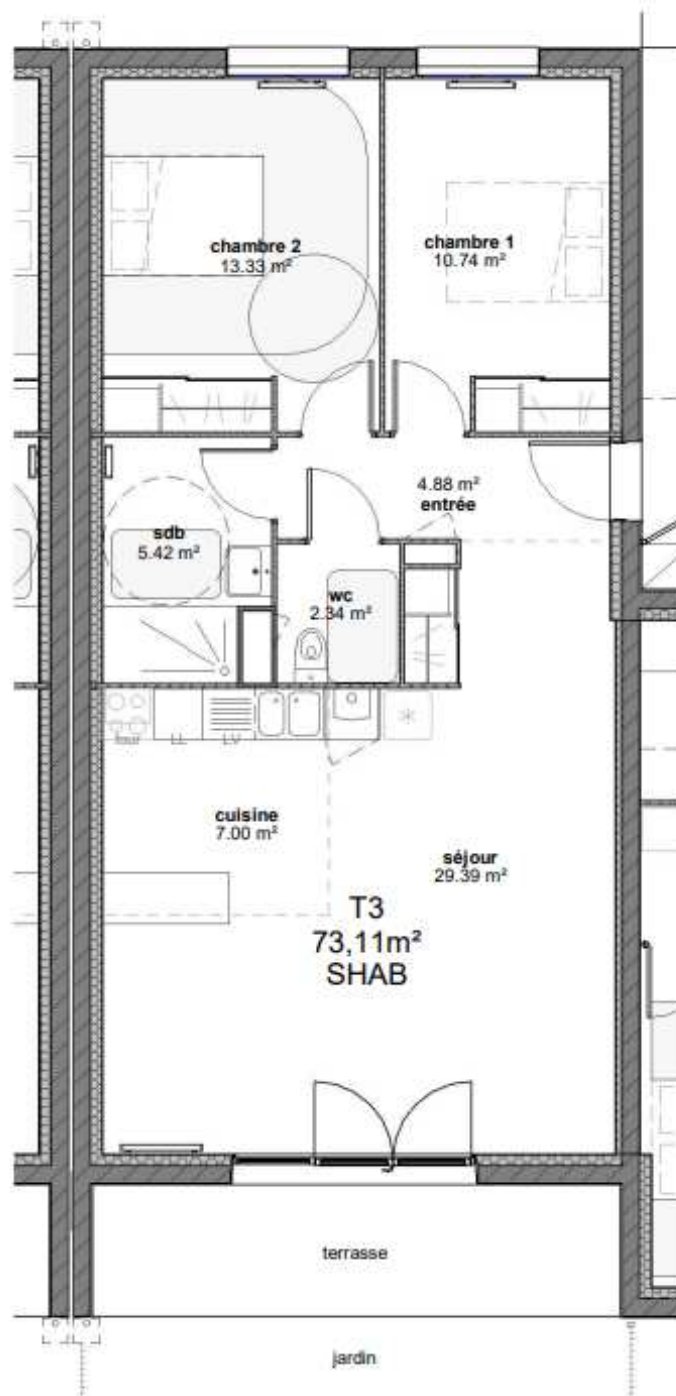 chambre 2
13.33 m²
chambre 1
10.74 m²
4.88 m²
entrée
sdb
5.42 m²
wc
2.34 m²
four
LL
LV
cuisine
7.00 m²
séjour
29.39 m²
T3
73,11m²
SHAB
terrasse
jardin